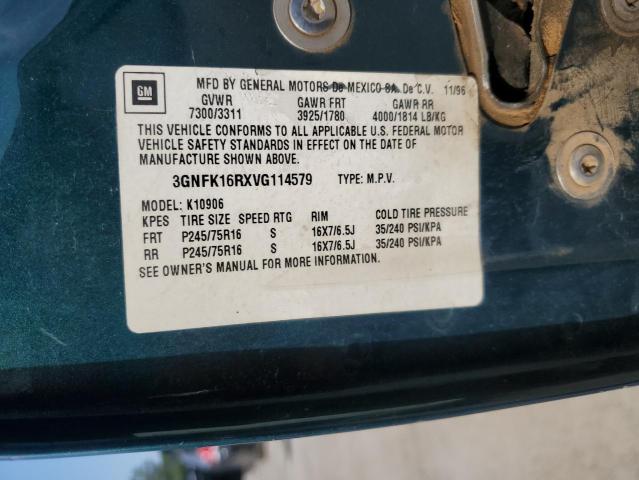 GM
MFD BY GENERAL MOTORS De MEXICO SA. De C.V. 11/96
GVWR GAWR FRT GAWR RR
7300/3311 3925/1780 4000/1814 LB/KG
THIS VEHICLE CONFORMS TO ALL APPLICABLE U.S. FEDERAL MOTOR
VEHICLE SAFETY STANDARDS IN EFFECT ON THE DATE OF
MANUFACTURE SHOWN ABOVE.
3GNFK16RXVG114579 TYPE: M.P.V.
MODEL: K10906
KPES TIRE SIZE SPEED RTG RIM COLD TIRE PRESSURE
FRT P245/75R16 S 16X7/6.5J 35/240 PSI/KPA
RR P245/75R16 S 16X7/6.5J 35/240 PSI/KPA
SEE OWNER'S MANUAL FOR MORE INFORMATION.